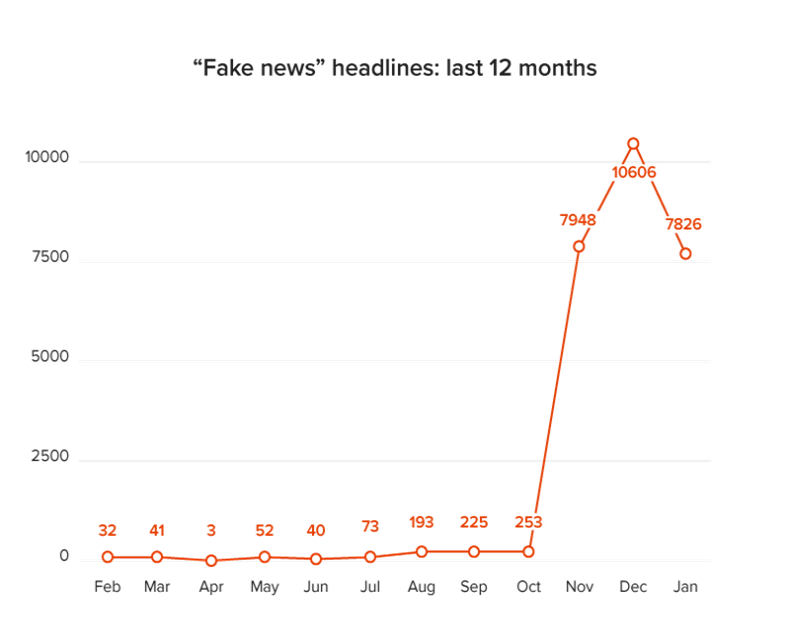 “Fake news” headlines: last 12 months
10000
10606
7948
7826
7500
5000
2500
32 41 3 52 40 73 193 225 253
0
Feb Mar Apr May Jun Jul Aug Sep Oct Nov Dec Jan